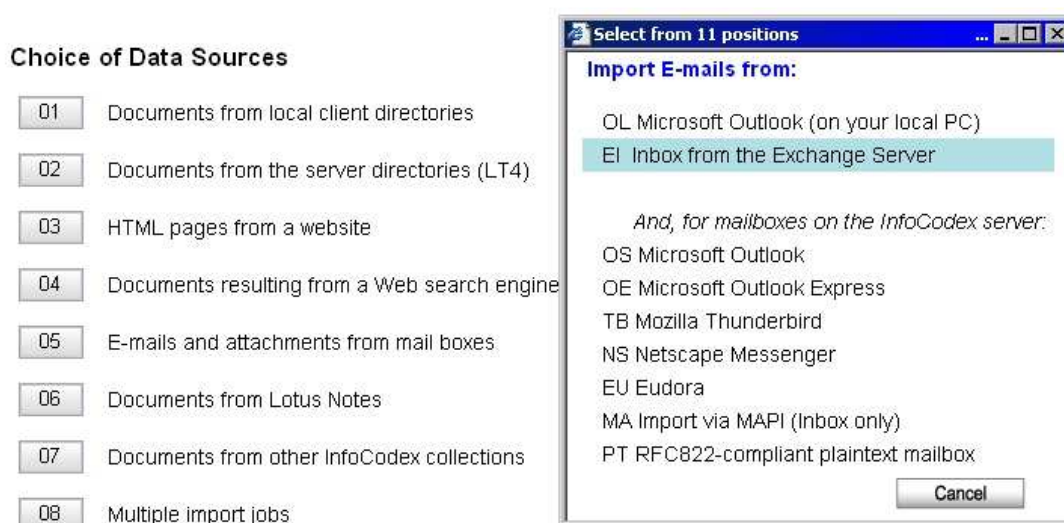 Choice of Data Sources
01 Documents from local client directories
02 Documents from the server directories (LT4)
03 HTML pages from a website
04 Documents resulting from a Web search engine
05 E-mails and attachments from mail boxes
06 Documents from Lotus Notes
07 Documents from other InfoCodex collections
08 Multiple import jobs
Select from 11 positions ...
Import E-mails from:
OL Microsoft Outlook (on your local PC)
EI Inbox from the Exchange Server
And, for mailboxes on the InfoCodex server:
OS Microsoft Outlook
OE Microsoft Outlook Express
TB Mozilla Thunderbird
NS Netscape Messenger
EU Eudora
MA Import via MAPI (Inbox only)
PT RFC822-compliant plaintext mailbox
Cancel